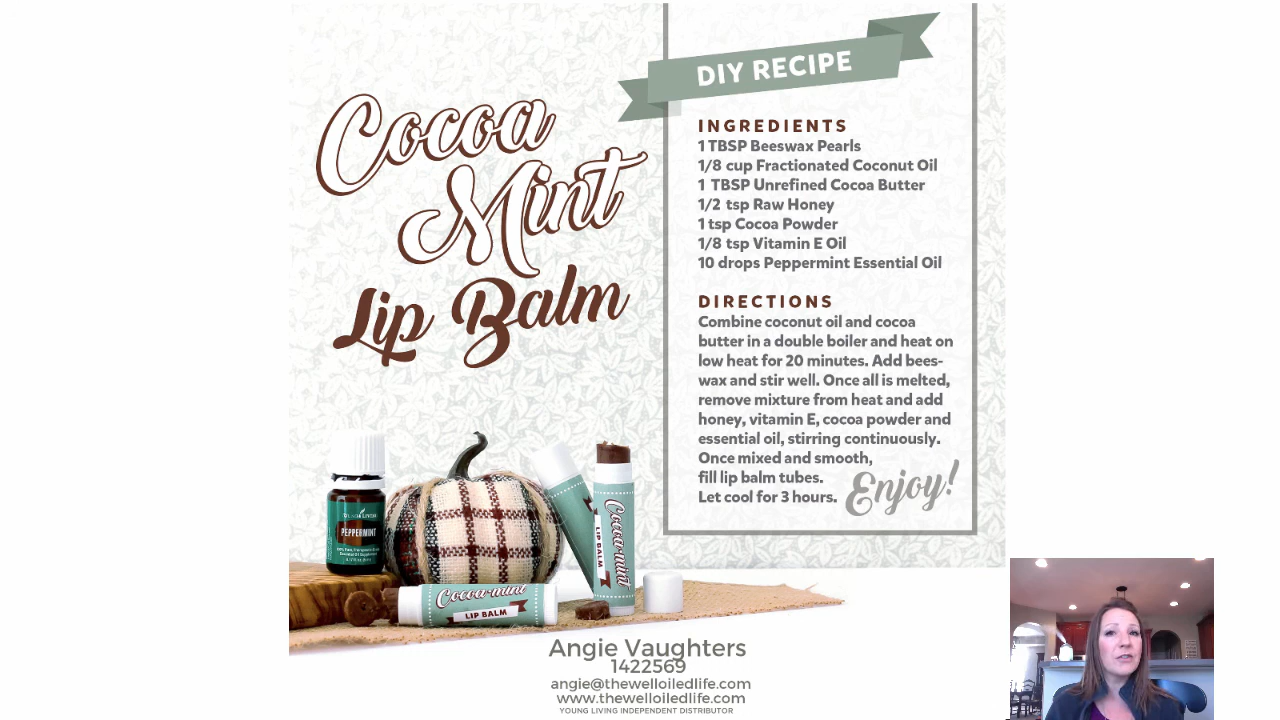 Cocoa
Mint
Lip Balm
DIY RECIPE
INGREDIENTS
1 TBSP Beeswax Pearls
1/8 cup Fractionated Coconut Oil
1 TBSP Unrefined Cocoa Butter
1/2 tsp Raw Honey
1 tsp Cocoa Powder
1/8 tsp Vitamin E Oil
10 drops Peppermint Essential Oil
DIRECTIONS
Combine coconut oil and cocoa
butter in a double boiler and heat on
low heat for 20 minutes. Add bees-
wax and stir well. Once all is melted,
remove mixture from heat and add
honey, vitamin E, cocoa powder and
essential oil, stirring continuously.
Once mixed and smooth,
fill lip balm tubes.
Let cool for 3 hours.
Enjoy!
YOUNG LIVING
PEPPERMINT
Cocoa-mint
LIP BALM
Cocoa-mint
LIP BALM
Angie Vaughters
1422569
angie@thewelloiledlife.com
www.thewelloiledlife.com
YOUNG LIVING INDEPENDENT DISTRIBUTOR